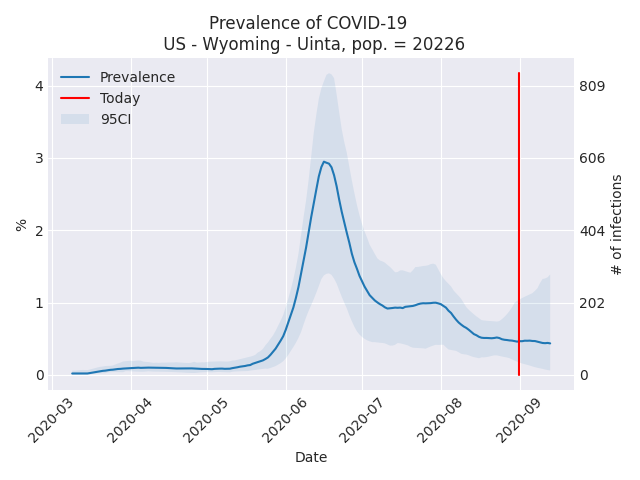 Prevalence of COVID-19
US - Wyoming - Uinta, pop. = 20226
Prevalence
Today
95CI
4
3
2
1
0
%
809
606
404
202
0
# of infections
2020-03
2020-04
2020-05
2020-06
2020-07
2020-08
2020-09
Date